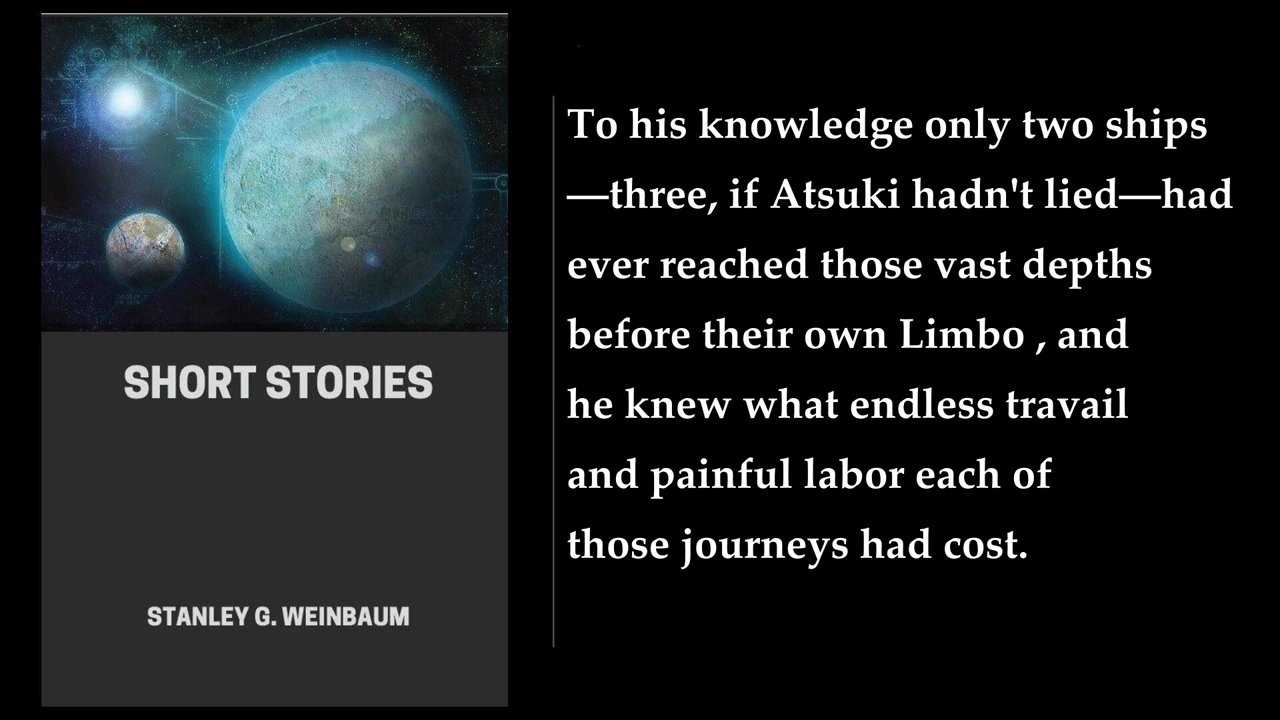 SHORT STORIES
STANLEY G. WEINBAUM
To his knowledge only two ships
—three, if Atsuki hadn't lied—had
ever reached those vast depths
before their own Limbo , and
he knew what endless travail
and painful labor each of
those journeys had cost.